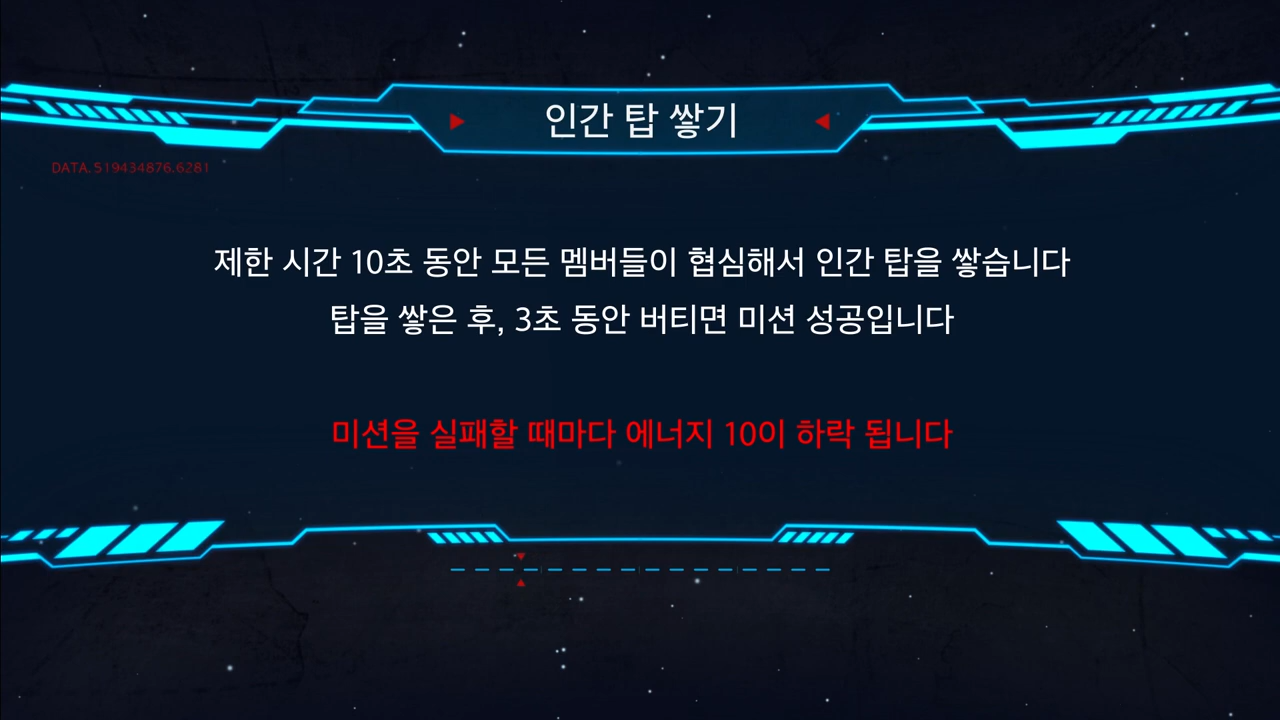 인간 탑 쌓기
DATA.519434876.6281
제한 시간 10초 동안 모든 멤버들이 협심해서 인간 탑을 쌓습니다
탑을 쌓은 후, 3초 동안 버티면 미션 성공입니다
미션을 실패할 때마다 에너지 10이 하락 됩니다